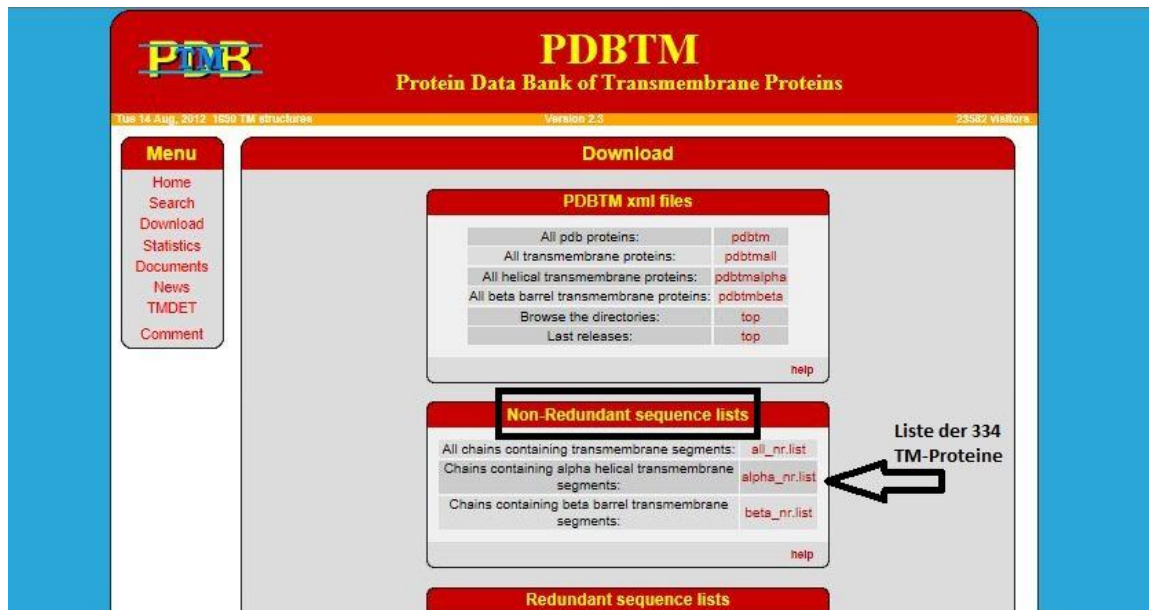 PDBTM
PDBTM
Protein Data Bank of Transmembrane Proteins
Tue 14 Aug, 2012 1650 TM structures Version 2.3 23582 visitors.
Menu
Home
Search
Download
Statistics
Documents
News
TMDET
Comment
Download
PDBTM xml files
All pdb proteins: pdbtm
All transmembrane proteins: pdbtmall
All helical transmembrane proteins: pdbtmalpha
All beta barrel transmembrane proteins: pdbtmbeta
Browse the directories: top
Last releases: top
help
Non-Redundant sequence lists
All chains containing transmembrane segments: all_nr.list
Chains containing alpha helical transmembrane
segments: alpha_nr.list
Chains containing beta barrel transmembrane
segments: beta_nr.list
help
Liste der 334
TM-Proteine
Redundant sequence lists